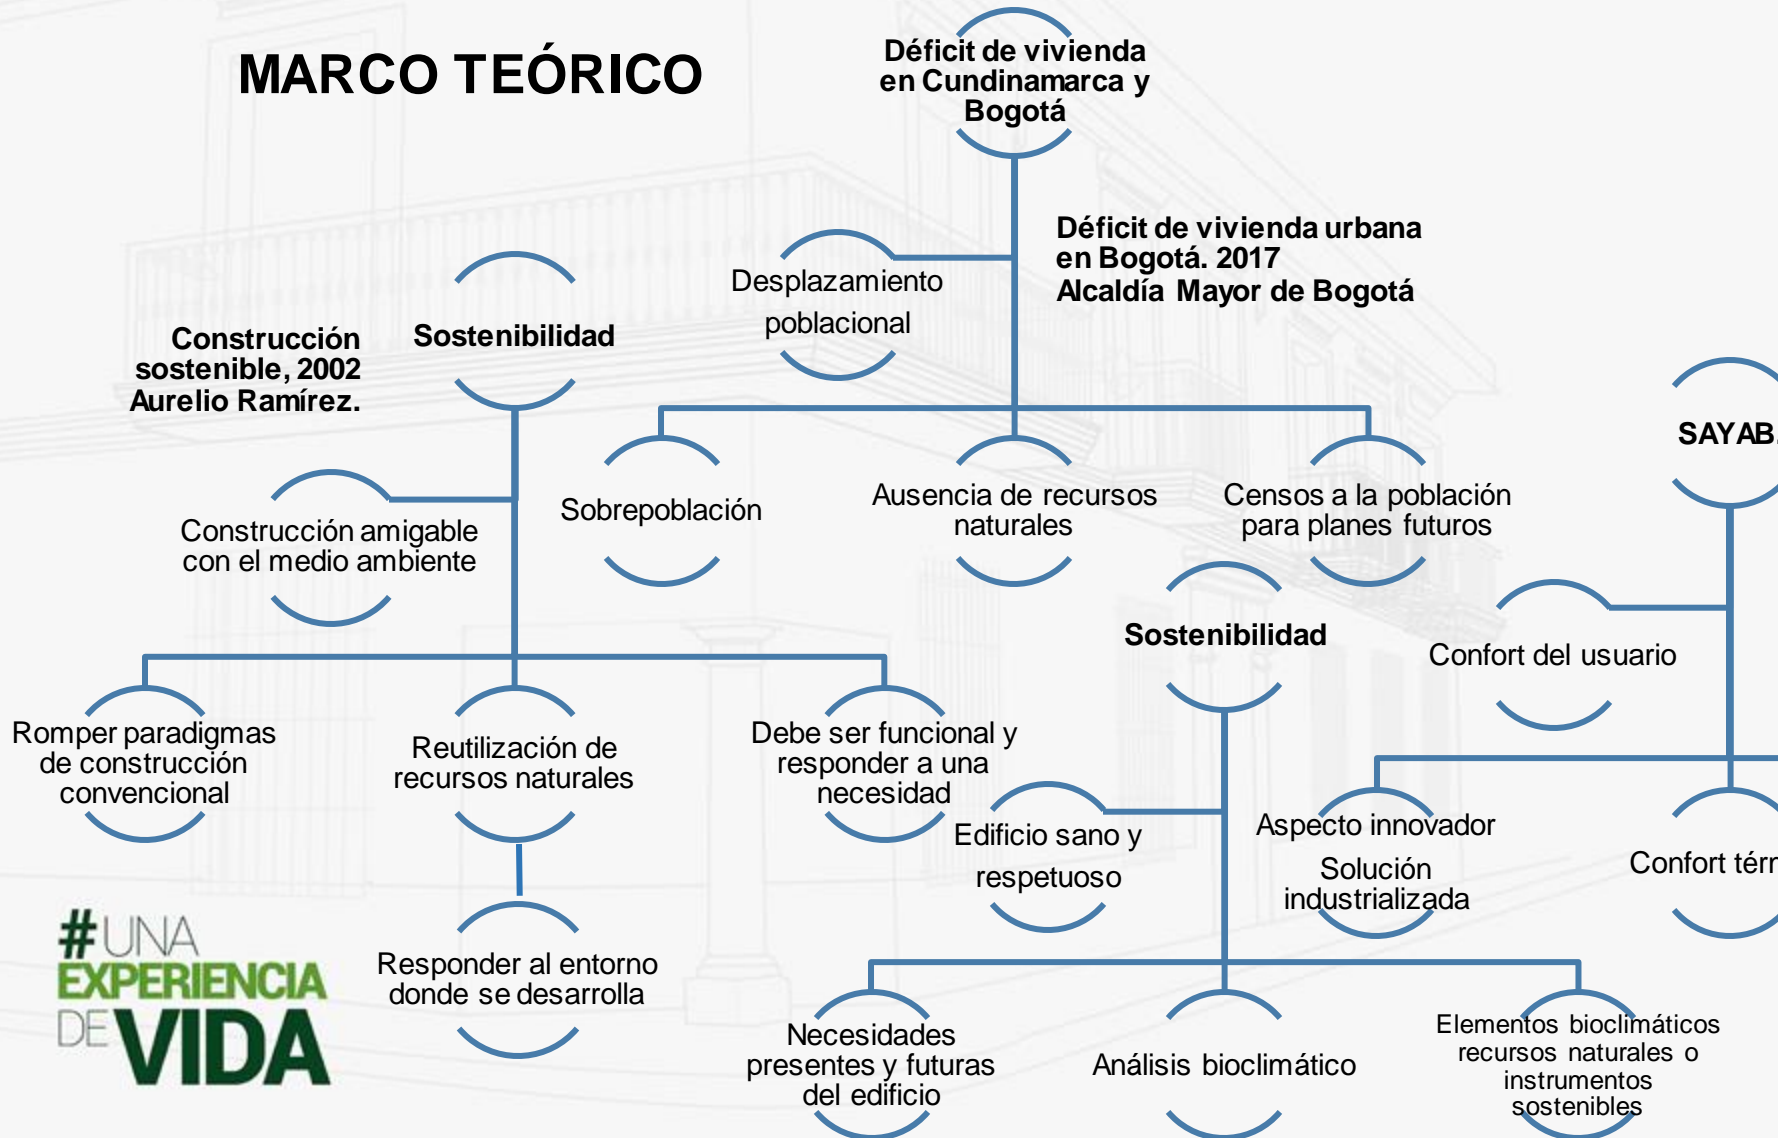 MARCO TEÓRICO
Déficit de vivienda
en Cundinamarca y
Bogotá
Déficit de vivienda urbana
en Bogotá. 2017
Alcaldía Mayor de Bogotá
Desplazamiento
poblacional
Sobrepoblación
Ausencia de recursos
naturales
Censos a la población
para planes futuros
Construcción
sostenible, 2002
Aurelio Ramírez.
Sostenibilidad
Construcción amigable
con el medio ambiente
Romper paradigmas
de construcción
convencional
Reutilización de
recursos naturales
Debe ser funcional y
responder a una
necesidad
Responder al entorno
donde se desarrolla
Sostenibilidad
Edificio sano y
respetuoso
Necesidades
presentes y futuras
del edificio
Análisis bioclimático
Elementos bioclimáticos
recursos naturales o
instrumentos
sostenibles
SAYAB
Confort del usuario
Aspecto innovador
Solución
industrializada
Confort
#UNA
EXPERIENCIA
DE VIDA